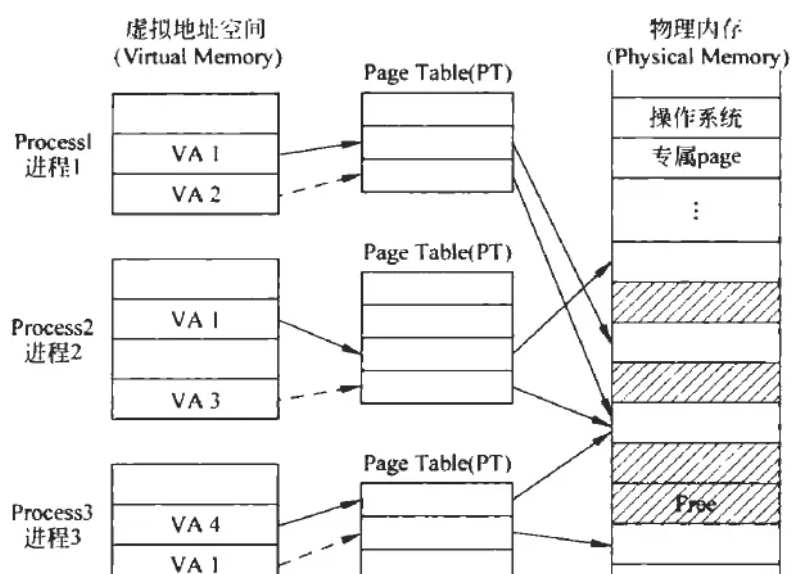 虚拟地址空间
(Virtual Memory)
物理内存
(Physical Memory)
Page Table(PT)
操作系统
专属page
⋮
Process1
进程1
VA 1
VA 2
Page Table(PT)
Process2
进程2
VA 1
VA 3
Page Table(PT)
Process3
进程3
VA 4
VA 1
Free